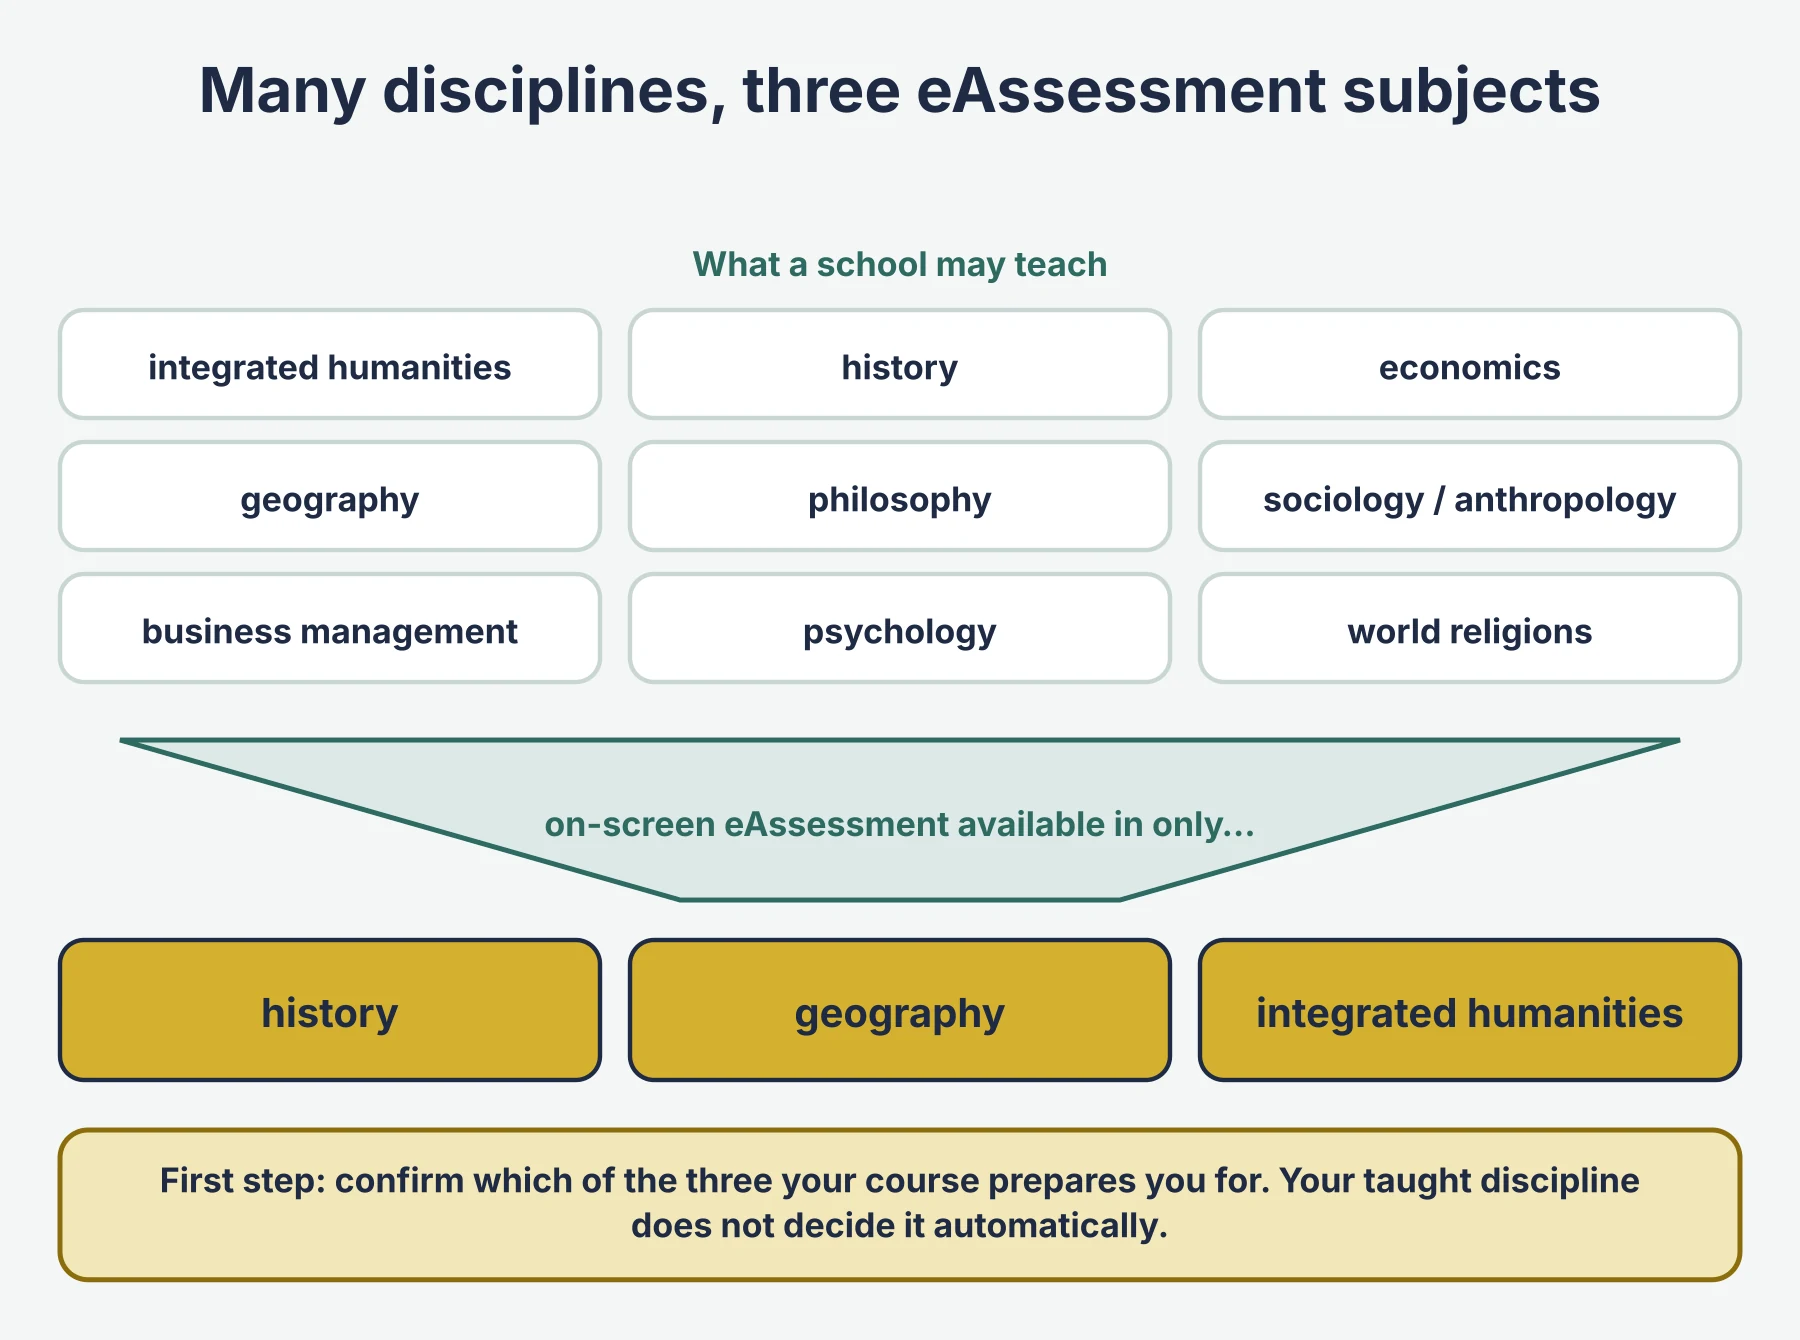 Many disciplines, three eAssessment subjects
What a school may teach
integrated humanities
history
economics
geography
philosophy
sociology / anthropology
business management
psychology
world religions
on-screen eAssessment available in only...
history
geography
integrated humanities
First step: confirm which of the three your course prepares you for. Your taught discipline
does not decide it automatically.